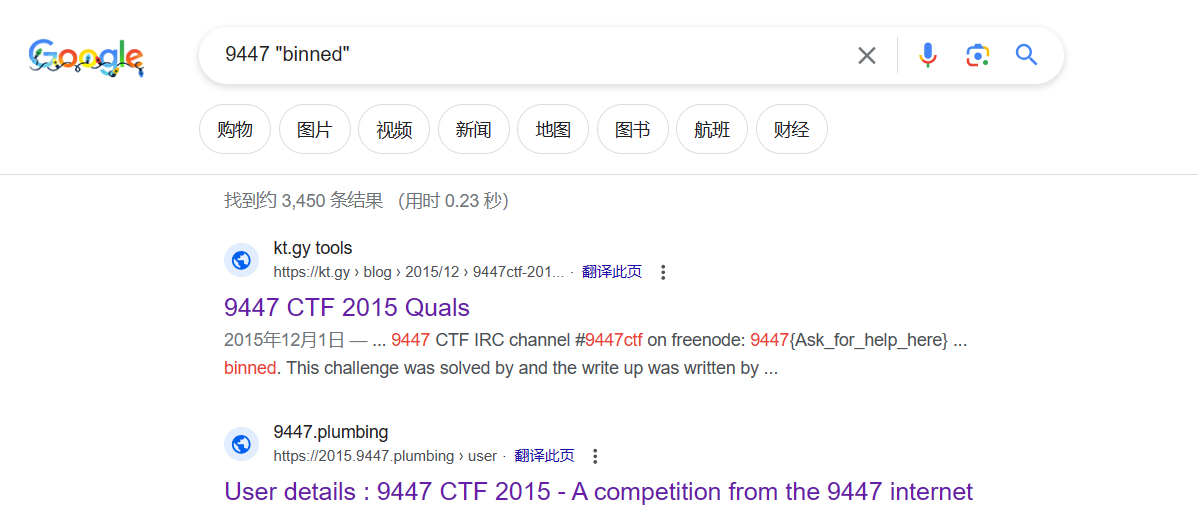 Google
9447 "binned"
购物 图片 视频 新闻 地图 图书 航班 财经
找到约 3,450 条结果 （用时 0.23 秒）
kt.gy tools
https://kt.gy › blog › 2015/12 › 9447ctf-201... · 翻译此页
9447 CTF 2015 Quals
2015年12月1日 — ... 9447 CTF IRC channel #9447ctf on freenode: 9447{Ask_for_help_here} ...
binned. This challenge was solved by and the write up was written by ...
9447.plumbing
https://2015.9447.plumbing › user · 翻译此页
User details : 9447 CTF 2015 - A competition from the 9447 internet